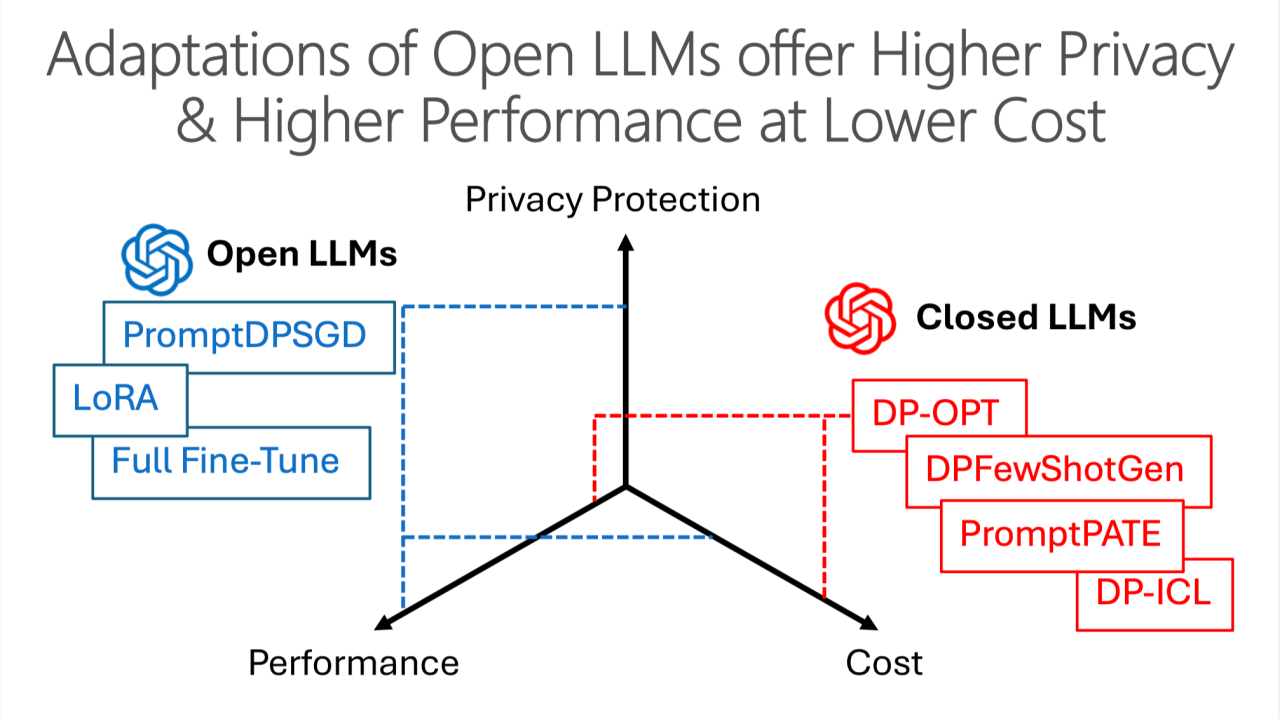 Adaptations of Open LLMs offer Higher Privacy
& Higher Performance at Lower Cost
Privacy Protection
Open LLMs
PromptDPSGD
LoRA
Full Fine-Tune
Closed LLMs
DP-OPT
DPFewShotGen
PromptPATE
DP-ICL
Performance
Cost